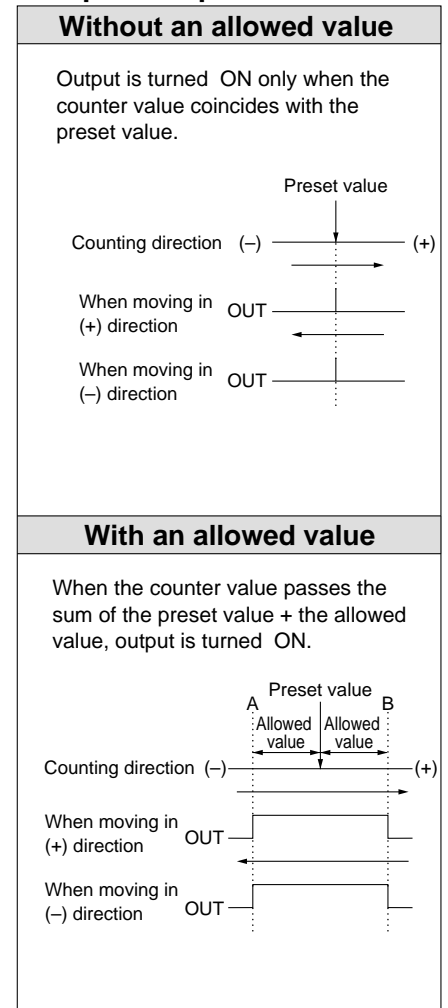 Without an allowed value
Output is turned ON only when the
counter value coincides with the
preset value.
Preset value
Counting direction (–) (+)
When moving in
(+) direction
OUT
When moving in
(–) direction
OUT
With an allowed value
When the counter value passes the
sum of the preset value + the allowed
value, output is turned ON.
Preset value
A B
Allowed Allowed
value value
Counting direction (–) (+)
When moving in
(+) direction
OUT
When moving in
(–) direction
OUT